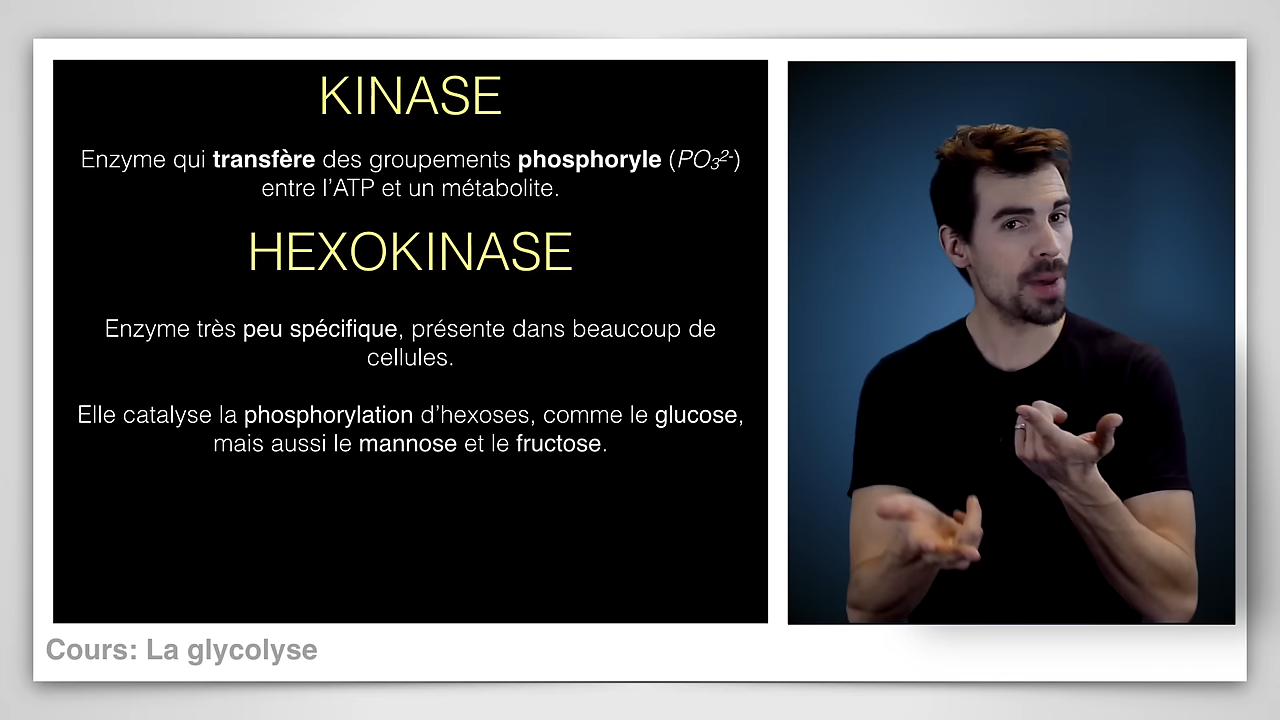 KINASE
Enzyme qui transfère des groupements phosphoryle (PO₃²⁻)
entre l'ATP et un métabolite.
HEXOKINASE
Enzyme très peu spécifique, présente dans beaucoup de
cellules.
Elle catalyse la phosphorylation d'hexoses, comme le glucose,
mais aussi le mannose et le fructose.
Cours: La glycolyse